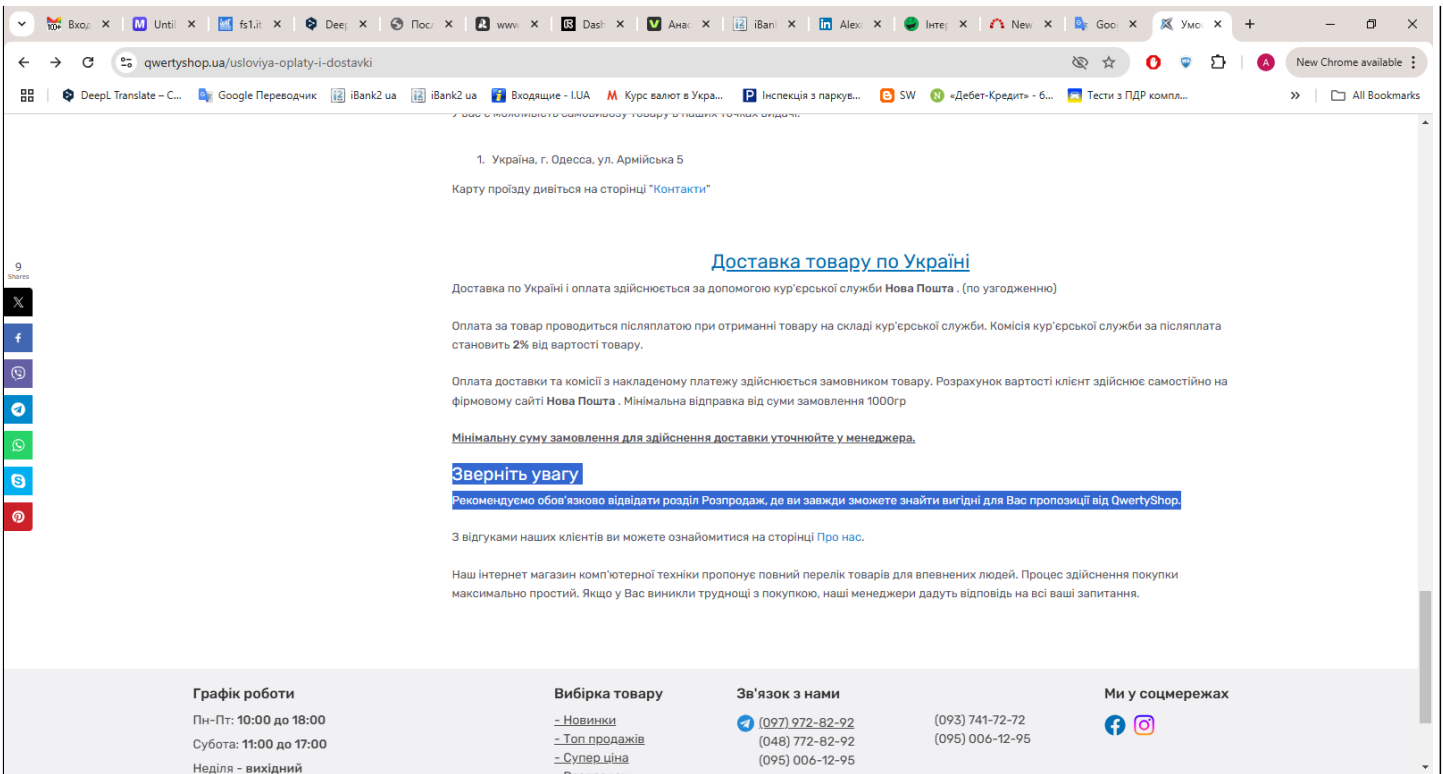 Вход
Until
fs1.it
Deep
Посл
www
Dash
Анас
iBanl
Alex
Інтер
New
Goo
Умо
qwertyshop.ua/usloviya-oplaty-i-dostavki
New Chrome available
DeepL Translate – C...
Google Переводчик
iBank2 ua
iBank2 ua
Входящие - I.UA
Курс валют в Укра...
Інспекція з паркув...
SW
«Дебет-Кредит» - б...
Тести з ПДР компл...
All Bookmarks
У Вас є можливість самовивозу товару в наших точках видачі:
1. Україна, г. Одесса, ул. Армійська 5
Карту проїзду дивіться на сторінці "Контакти"
9
Shares
Доставка товару по Україні
Доставка по Україні і оплата здійснюється за допомогою кур'єрської служби Нова Пошта . (по узгодженню)
Оплата за товар проводиться післяплатою при отриманні товару на складі кур'єрської служби. Комісія кур'єрської служби за післяплата
становить 2% від вартості товару.
Оплата доставки та комісії з накладеному платежу здійснюється замовником товару. Розрахунок вартості клієнт здійснює самостійно на
фірмовому сайті Нова Пошта . Мінімальна відправка від суми замовлення 1000гр
Мінімальну суму замовлення для здійснення доставки уточнюйте у менеджера.
Зверніть увагу
Рекомендуємо обов'язково відвідати розділ Розпродаж, де ви завжди зможете знайти вигідні для Вас пропозиції від QwertyShop.
З відгуками наших клієнтів ви можете ознайомитися на сторінці Про нас.
Наш інтернет магазин комп'ютерної техніки пропонує повний перелік товарів для впевнених людей. Процес здійснення покупки
максимально простий. Якщо у Вас виникли труднощі з покупкою, наші менеджери дадуть відповідь на всі ваші запитання.
Графік роботи
Пн-Пт: 10:00 до 18:00
Субота: 11:00 до 17:00
Неділя - вихідний
Вибірка товару
- Новинки
- Топ продажів
- Супер ціна
Зв'язок з нами
(097) 972-82-92
(048) 772-82-92
(095) 006-12-95
(093) 741-72-72
(095) 006-12-95
Ми у соцмережах